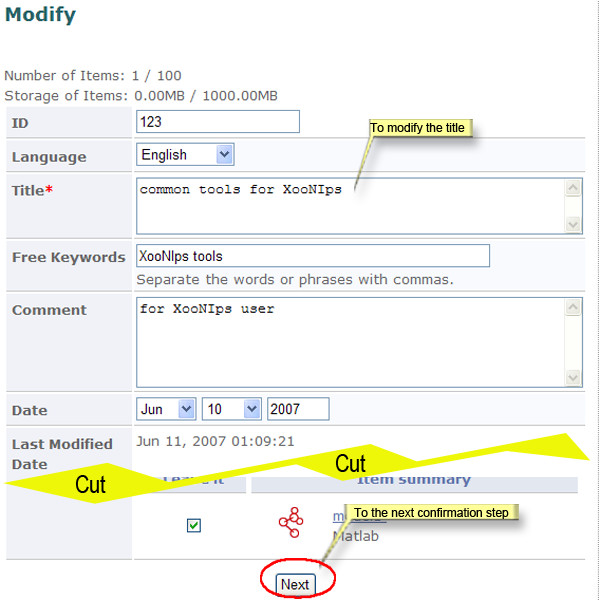 Modify
Number of Items: 1 / 100
Storage of Items: 0.00MB / 1000.00MB
ID 123
To modify the title
Language English
Title* common tools for XooNIps
Free Keywords XooNIps tools
Separate the words or phrases with commas.
Comment for XooNIps user
Date Jun 10 2007
Last Modified Date Jun 11, 2007 01:09:21
Cut
Cut
it Item summary
To the next confirmation step
Matlab
Next